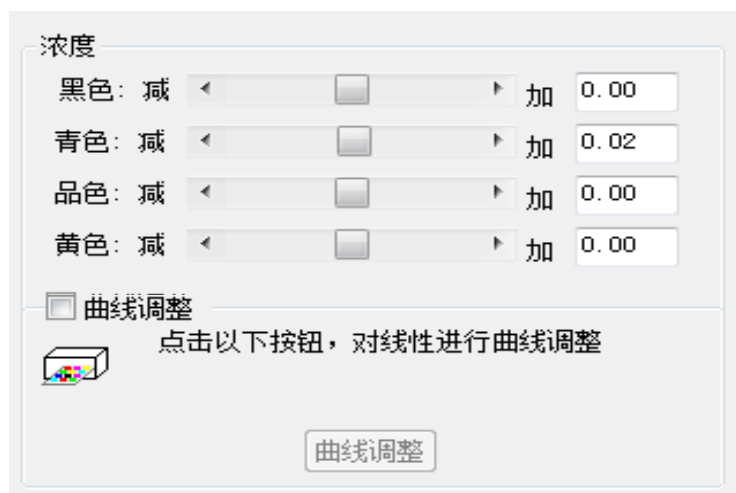 浓度
黑色: 减 加 0.00
青色: 减 加 0.02
品色: 减 加 0.00
黄色: 减 加 0.00
曲线调整
点击以下按钮，对线性进行曲线调整
曲线调整